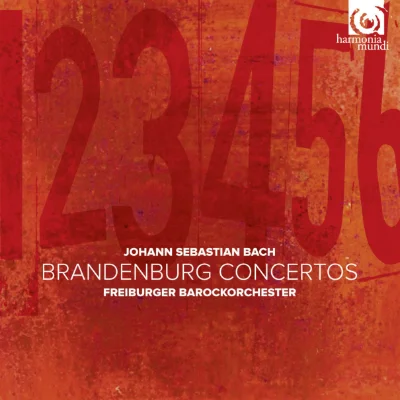 harmonia
mundi
123456
JOHANN SEBASTIAN BACH
BRANDENBURG CONCERTOS
FREIBURGER BAROCKORCHESTER